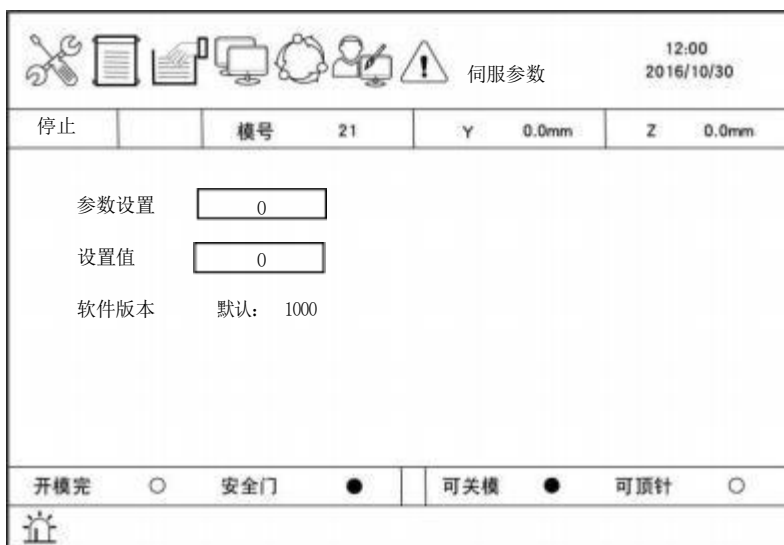 12:00
伺服参数 2016/10/30
停止 模号 21 Y 0.0mm Z 0.0mm
参数设置 0
设置值 0
软件版本 默认： 1000
开模完 安全门 可关模 可顶针